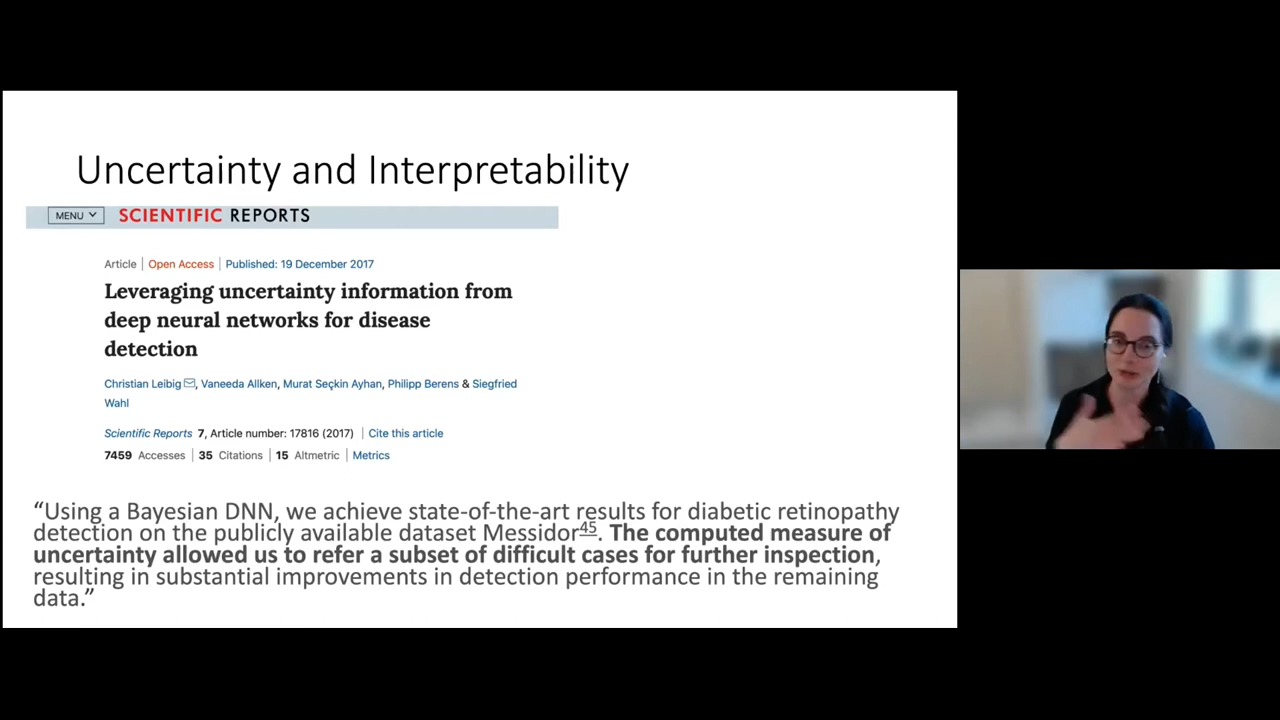 Uncertainty and Interpretability
MENU SCIENTIFIC REPORTS
Article | Open Access | Published: 19 December 2017
Leveraging uncertainty information from
deep neural networks for disease
detection
Christian Leibig, Vaneeda Allken, Murat Seçkin Ayhan, Philipp Berens & Siegfried
Wahl
Scientific Reports 7, Article number: 17816 (2017) | Cite this article
7459 Accesses | 35 Citations | 15 Altmetric | Metrics
“Using a Bayesian DNN, we achieve state-of-the-art results for diabetic retinopathy
detection on the publicly available dataset Messidor45. The computed measure of
uncertainty allowed us to refer a subset of difficult cases for further inspection,
resulting in substantial improvements in detection performance in the remaining
data.”